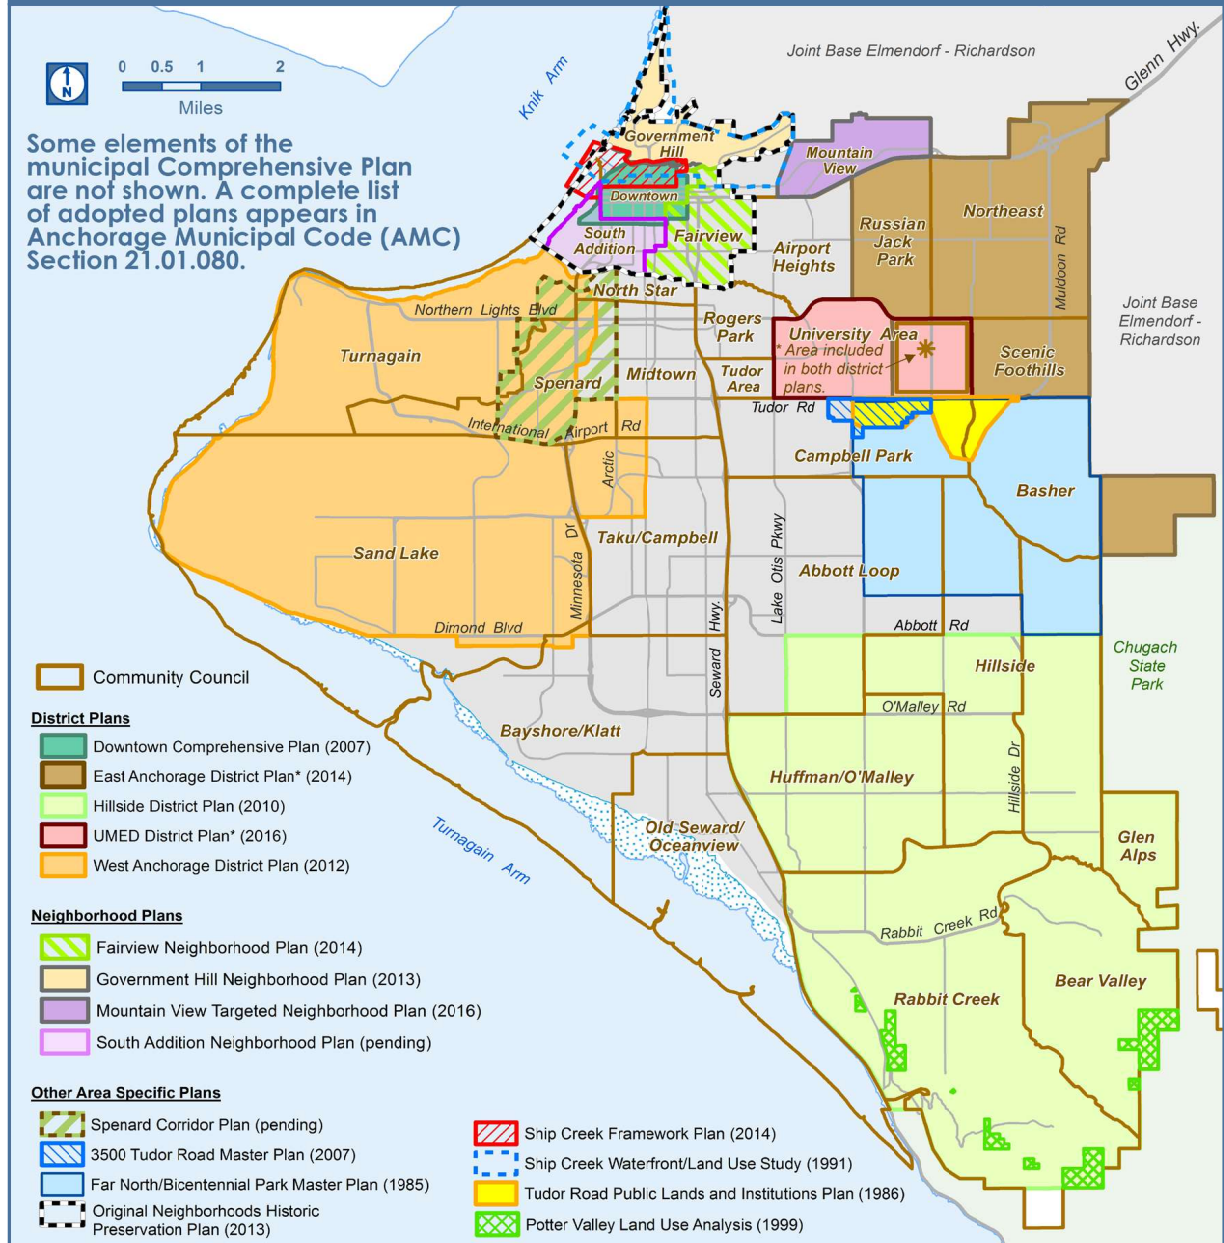 Joint Base Elmendorf - Richardson
Glenn Hwy.
Knik Arm
0 0.5 1 2
Miles
N
Some elements of the
municipal Comprehensive Plan
are not shown. A complete list
of adopted plans appears in
Anchorage Municipal Code (AMC)
Section 21.01.080.
Government
Hill
Mountain
View
Downtown
South
Addition
Fairview
Airport
Heights
Russian
Jack
Park
Northeast
Muldoon Rd
Joint Base
Elmendorf -
Richardson
North Star
Northern Lights Blvd
Rogers
Park
University Area
* Area included
in both district
plans.
Scenic
Foothills
Turnagain
Spenard
Midtown
Tudor
Area
Tudor Rd
International Airport Rd
Arctic
Campbell Park
Basher
Sand Lake
Minnesota Dr
Taku/Campbell
Lake Otis Pkwy
Abbott Loop
Dimond Blvd
Seward Hwy.
Abbott Rd
Hillside
Chugach
Siate
Park
O'Malley Rd
Bayshore/Klatt
Huffman/O'Malley
Hillside Dr
Old Seward/
Oceanview
Glen
Alps
Turnagain Arm
Rabbit Creek Rd
Rabbit Creek
Bear Valley
Community Council
District Plans
Downtown Comprehensive Plan (2007)
East Anchorage District Plan* (2014)
Hillside District Plan (2010)
UMED District Plan* (2016)
West Anchorage District Plan (2012)
Neighborhood Plans
Fairview Neighborhood Plan (2014)
Government Hill Neighborhood Plan (2013)
Mountain View Targeted Neighborhood Plan (2016)
South Addition Neighborhood Plan (pending)
Other Area Specific Plans
Spenard Corridor Plan (pending)
3500 Tudor Road Master Plan (2007)
Far North/Bicentennial Park Master Plan (1985)
Original Neighborhcods Historic
Preservation Plan (2013)
Ship Creek Framework Plan (2014)
Ship Creek Waterfront/Land Use Study (1991)
Tudor Road Public Lands and Institutions Plan (1986)
Potter Valley Land Use Analysis (1999)